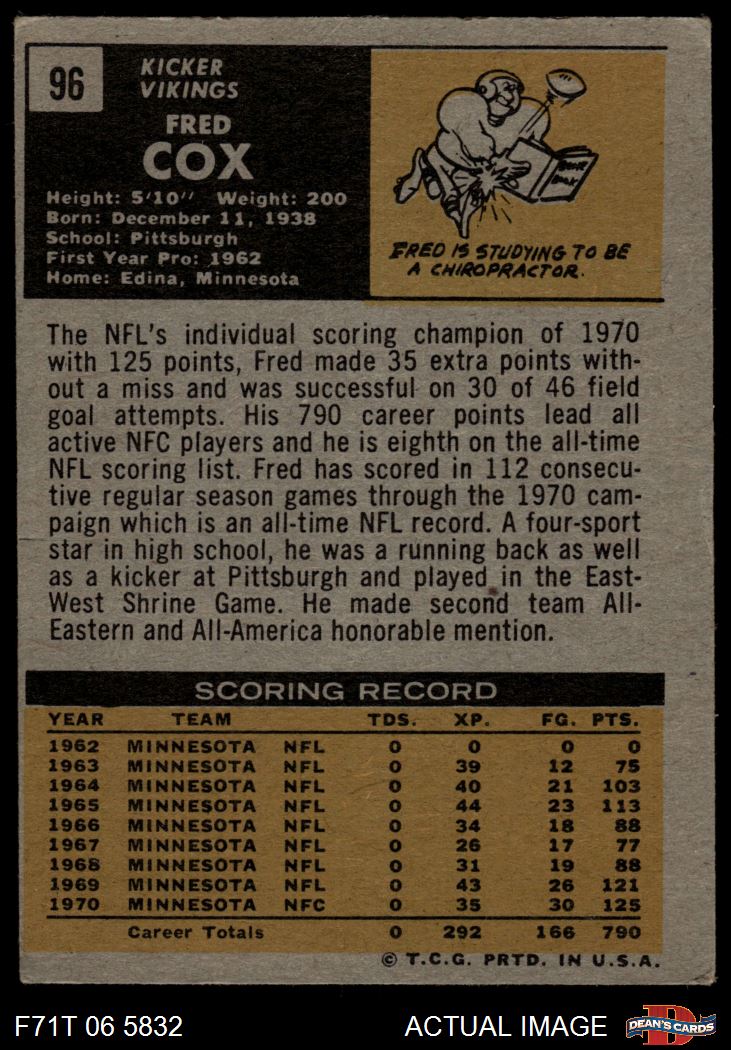 96
KICKER
VIKINGS
FRED
COX
Height: 5'10" Weight: 200
Born: December 11, 1938
School: Pittsburgh
First Year Pro: 1962
Home: Edina, Minnesota
FRED IS STUDYING TO BE
A CHIROPRACTOR.
The NFL's individual scoring champion of 1970
with 125 points, Fred made 35 extra points with-
out a miss and was successful on 30 of 46 field
goal attempts. His 790 career points lead all
active NFC players and he is eighth on the all-time
NFL scoring list. Fred has scored in 112 consecu-
tive regular season games through the 1970 cam-
paign which is an all-time NFL record. A four-sport
star in high school, he was a running back as well
as a kicker at Pittsburgh and played in the East-
West Shrine Game. He made second team All-
Eastern and All-America honorable mention.
SCORING RECORD
YEAR TEAM TDS. XP. FG. PTS.
1962 MINNESOTA NFL 0 0 0 0
1963 MINNESOTA NFL 0 39 12 75
1964 MINNESOTA NFL 0 40 21 103
1965 MINNESOTA NFL 0 44 23 113
1966 MINNESOTA NFL 0 34 18 88
1967 MINNESOTA NFL 0 26 17 77
1968 MINNESOTA NFL 0 31 19 88
1969 MINNESOTA NFL 0 43 26 121
1970 MINNESOTA NFC 0 35 30 125
Career Totals 0 292 166 790
© T.C.G. PRTD. IN U.S.A.
F71T 06 5832 ACTUAL IMAGE DEAN'S CARDS